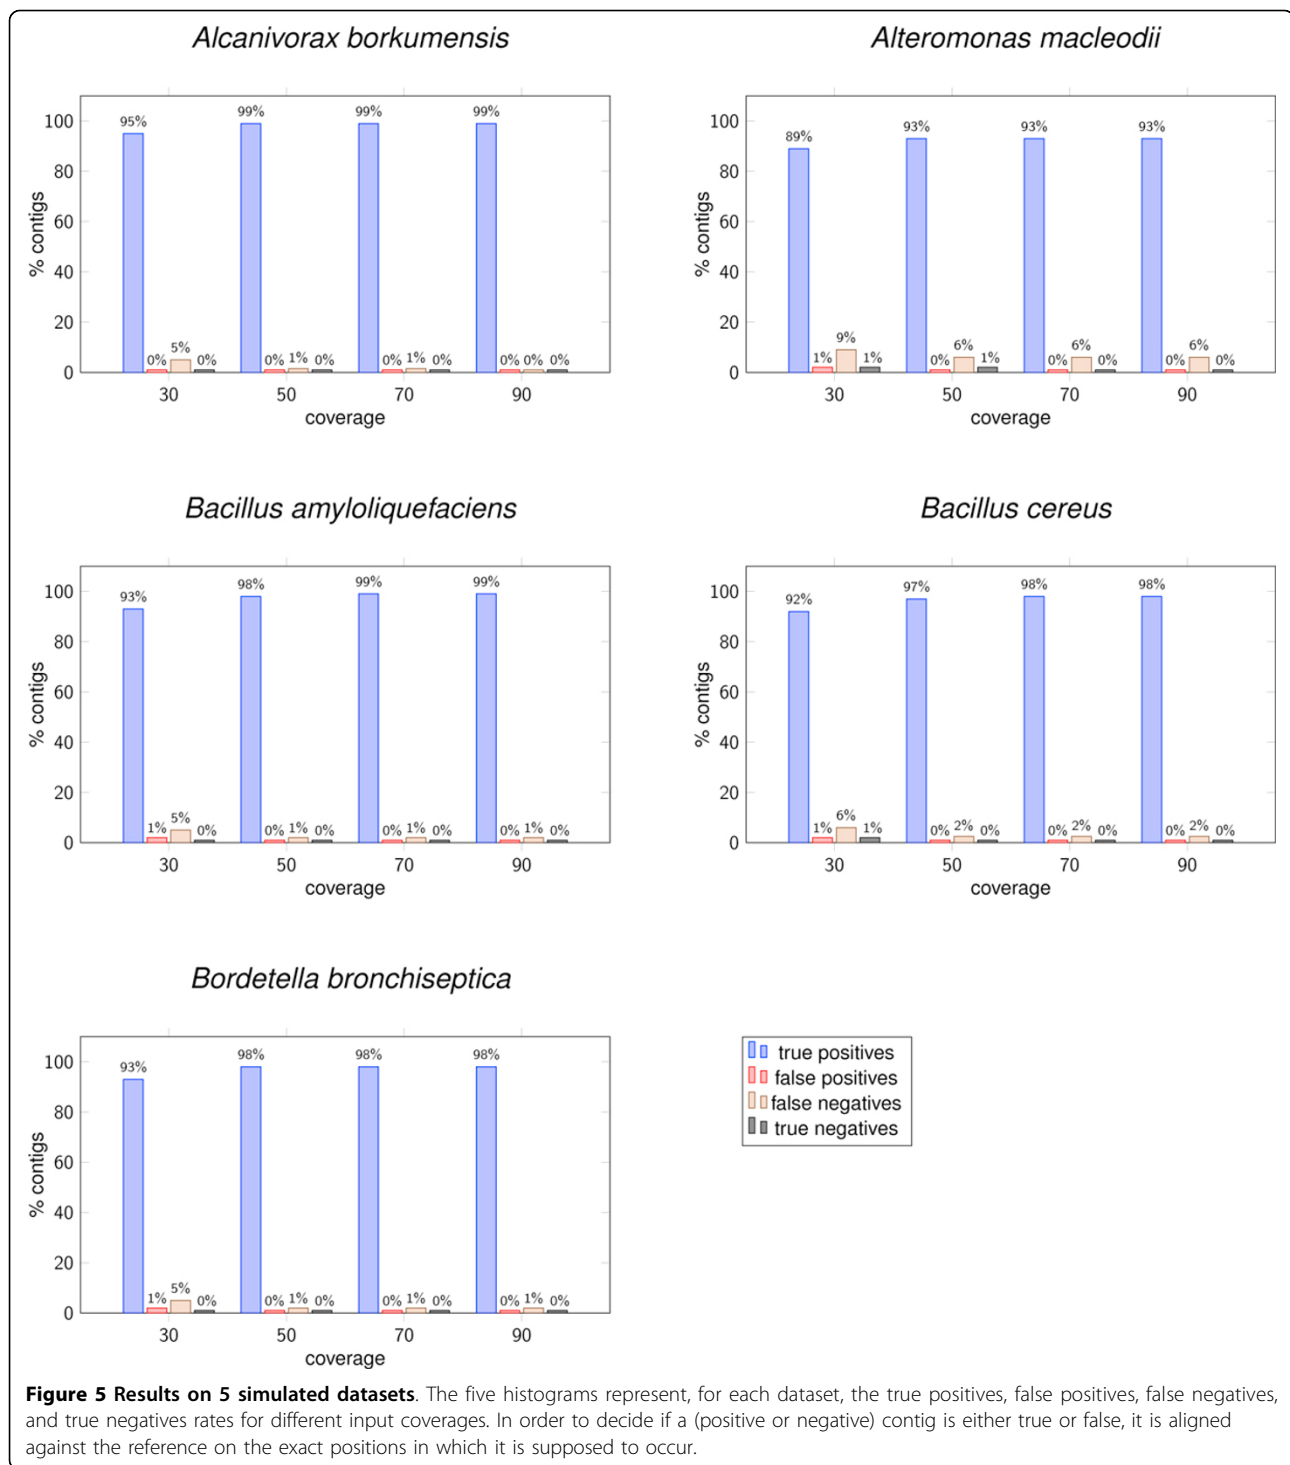 Alcanivorax borkumensis
% contigs
100
80
60
40
20
0
95% 0% 5% 0%
99% 0% 1% 0%
99% 0% 1% 0%
99% 0% 0% 0%
30 50 70 90
coverage
Alteromonas macleodii
% contigs
100
80
60
40
20
0
89% 1% 9% 1%
93% 0% 6% 1%
93% 0% 6% 0%
93% 0% 6% 0%
30 50 70 90
coverage
Bacillus amyloliquefaciens
% contigs
100
80
60
40
20
0
93% 1% 5% 0%
98% 0% 1% 0%
99% 0% 1% 0%
99% 0% 1% 0%
30 50 70 90
coverage
Bacillus cereus
% contigs
100
80
60
40
20
0
92% 1% 6% 1%
97% 0% 2% 0%
98% 0% 2% 0%
98% 0% 2% 0%
30 50 70 90
coverage
Bordetella bronchiseptica
% contigs
100
80
60
40
20
0
93% 1% 5% 0%
98% 0% 1% 0%
98% 0% 1% 0%
98% 0% 1% 0%
30 50 70 90
coverage
true positives
false positives
false negatives
true negatives
Figure 5 Results on 5 simulated datasets. The five histograms represent, for each dataset, the true positives, false positives, false negatives,
and true negatives rates for different input coverages. In order to decide if a (positive or negative) contig is either true or false, it is aligned
against the reference on the exact positions in which it is supposed to occur.